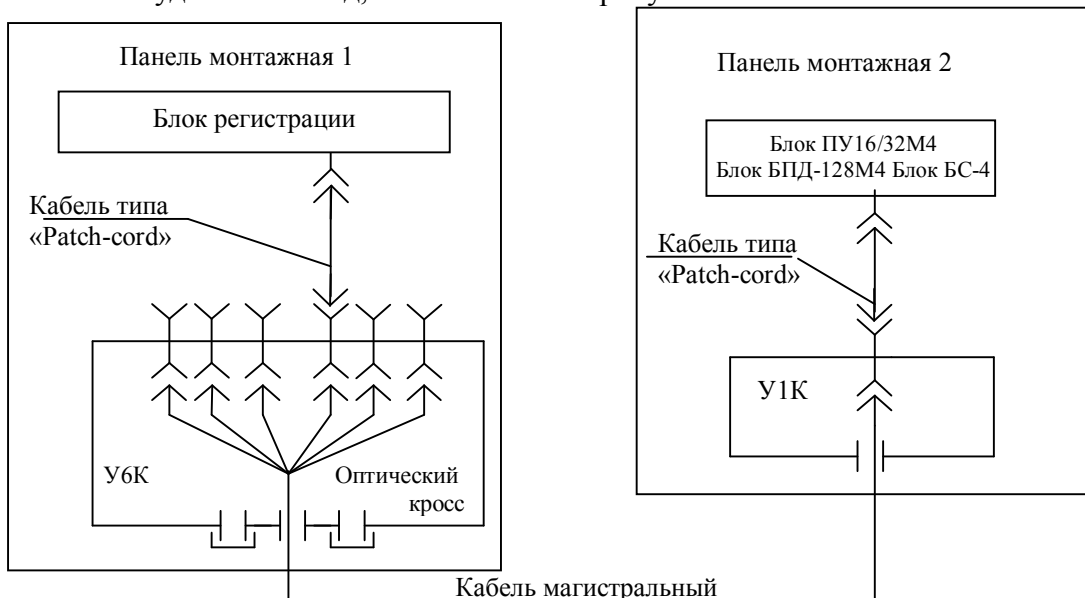 Панель монтажная 1
Блок регистрации
Кабель типа
«Patch-cord»
У6К
Оптический
кросс
Панель монтажная 2
Блок ПУ16/32М4
Блок БПД-128М4 Блок БС-4
Кабель типа
«Patch-cord»
У1К
Кабель магистральный